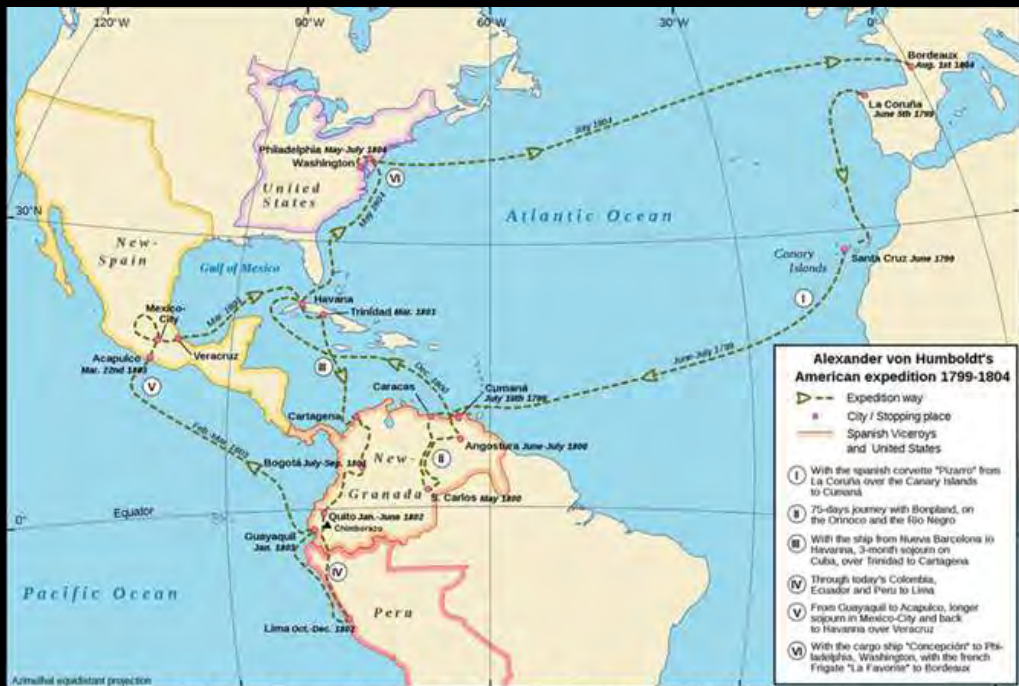 120°W
90°W
60°W
30°W
0°
Bordeaux
Aug. 1st 1804
La Coruña
June 5th 1799
July 1804
Philadelphia May-July 1804
Washington
VI
United
States
May 1804
Atlantic Ocean
30°N
New-
Spain
Gulf of Mexico
Canary
Islands
Santa Cruz June 1799
I
Mexico-
City
Havana
Trinidad Mar. 1801
Veracruz
Acapulco
Mar. 22nd 1803
V
III
Dec. 1800
June-July 1799
Caracas
Cumaná
July 16th 1799
Cartagena
Angostura June-July 1800
II
Feb.-Mar. 1803
Bogotá July-Sep. 1801
New-
Granada
S. Carlos May 1800
0°
Equator
Quito Jan.-June 1802
Chimborazo
Guayaquil
Jan. 1803
IV
Pacific Ocean
Peru
Lima Oct.-Dec. 1802
Azimuthal equidistant projection
Alexander von Humboldt's
American expedition 1799-1804
Expedition way
City / Stopping place
Spanish Viceroys
and United States
I With the spanish corvette "Pizarro" from
La Coruña over the Canary Islands
to Cumaná
II 75-days journey with Bonpland, on
the Orinoco and the Rio Negro
III With the ship from Nueva Barcelona to
Havanna, 3-month sojourn on
Cuba, over Trinidad to Cartagena
IV Through today's Colombia,
Ecuador and Peru to Lima
V From Guayaquil to Acapulco, longer
sojourn in Mexico-City and back
to Havanna over Veracruz
VI With the cargo ship "Concepción" to Phi-
ladelphia, Washington, with the french
Frigate "La Favorite" to Bordeaux